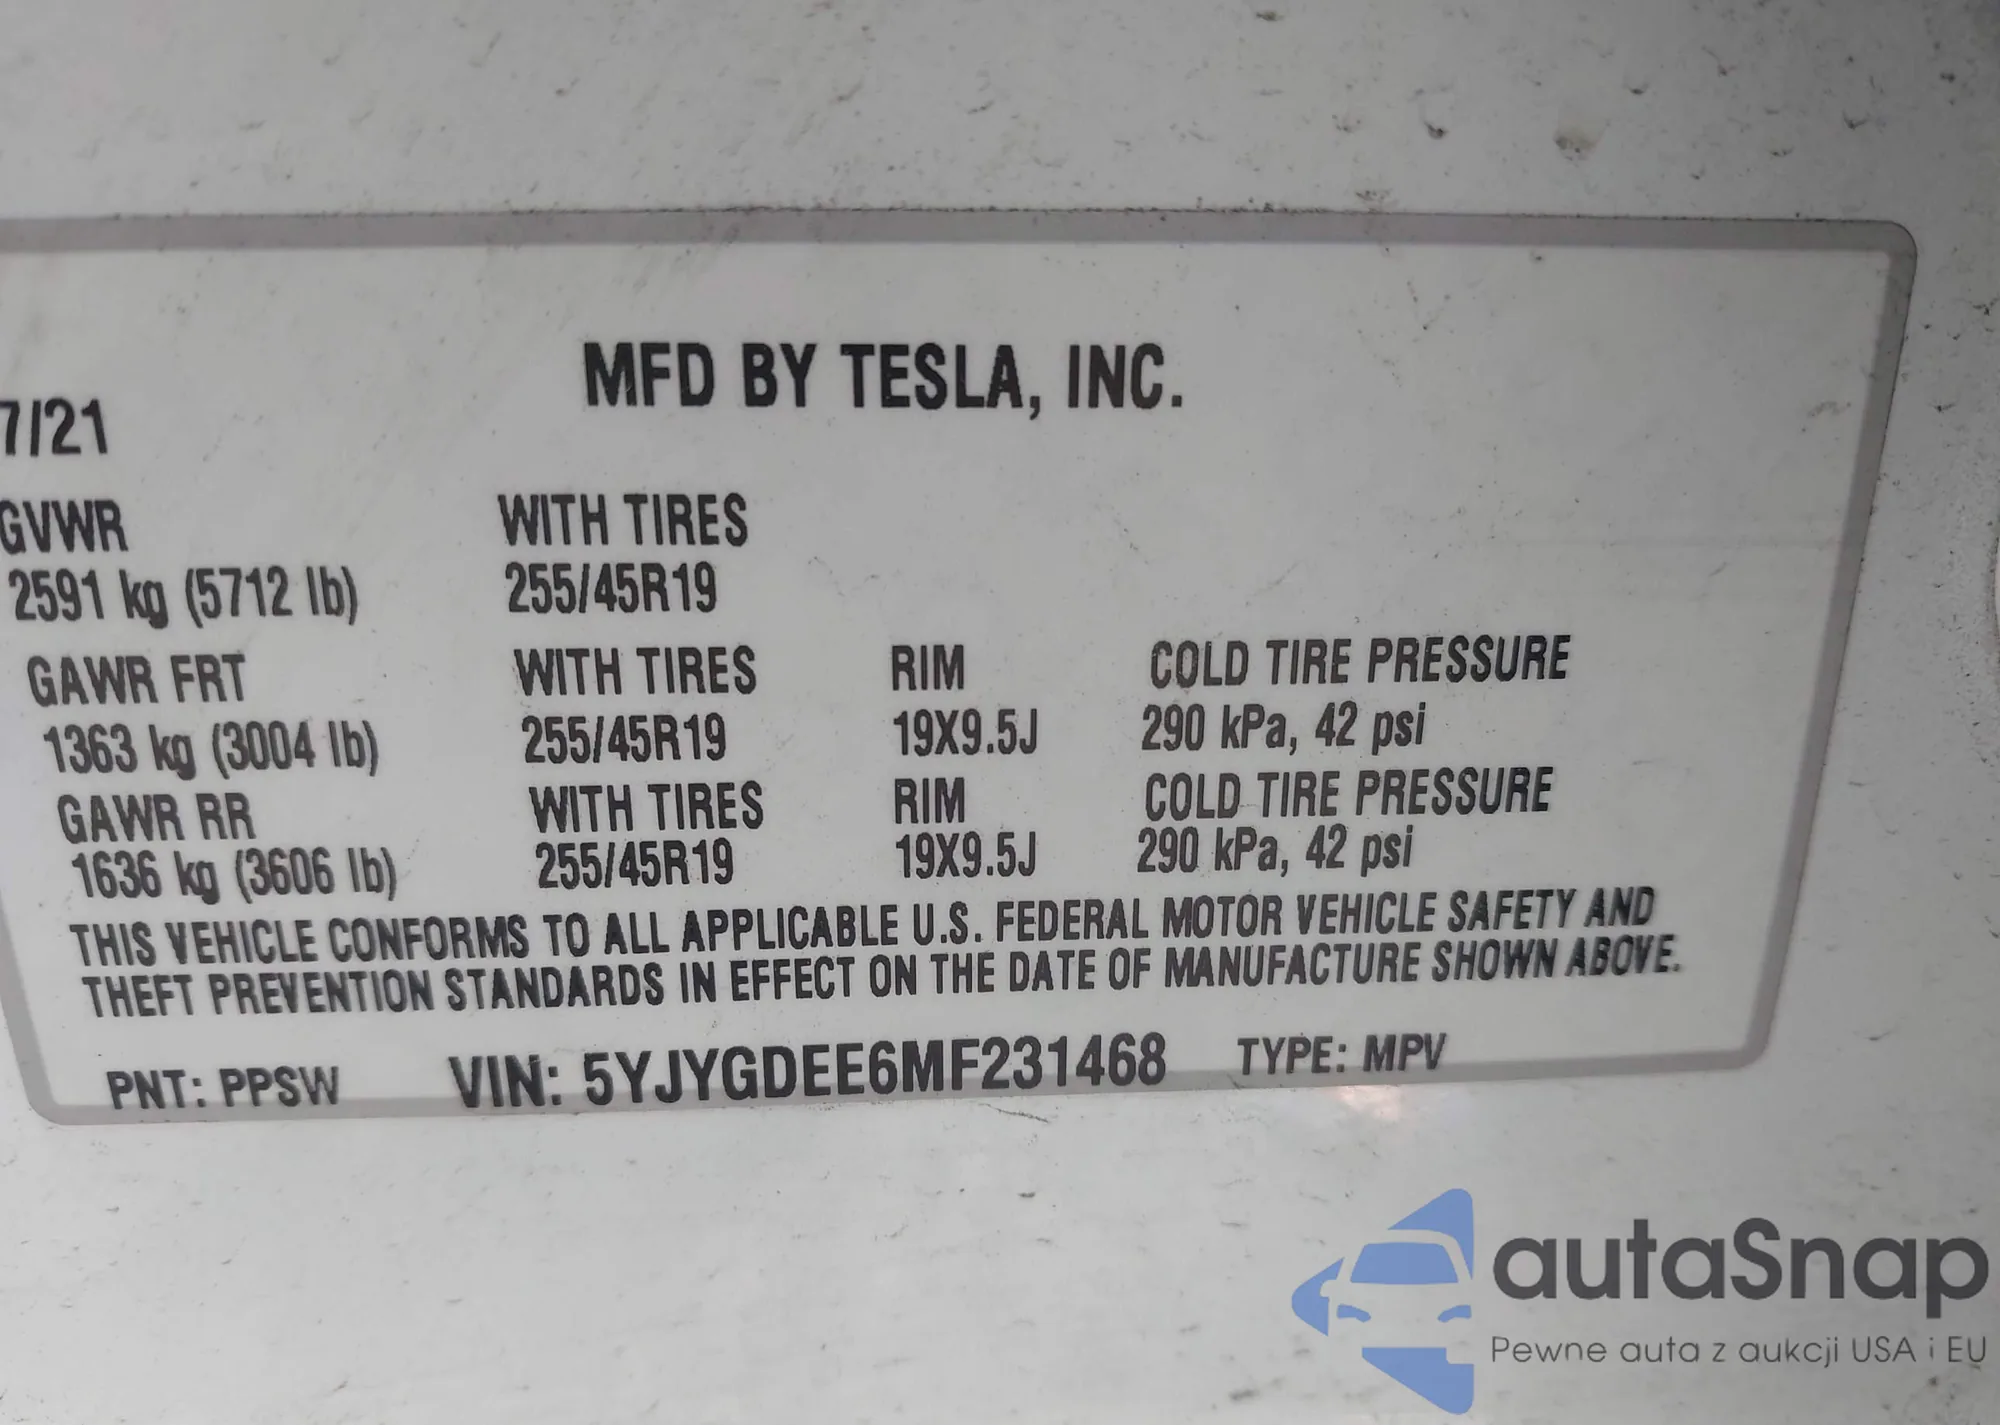 MFD BY TESLA, INC.
7/21
GVWR WITH TIRES
2591 kg (5712 lb) 255/45R19
GAWR FRT WITH TIRES RIM COLD TIRE PRESSURE
1363 kg (3004 lb) 255/45R19 19X9.5J 290 kPa, 42 psi
GAWR RR WITH TIRES RIM COLD TIRE PRESSURE
1636 kg (3606 lb) 255/45R19 19X9.5J 290 kPa, 42 psi
THIS VEHICLE CONFORMS TO ALL APPLICABLE U.S. FEDERAL MOTOR VEHICLE SAFETY AND
THEFT PREVENTION STANDARDS IN EFFECT ON THE DATE OF MANUFACTURE SHOWN ABOVE.
PNT: PPSW VIN: 5YJYGDEE6MF231468 TYPE: MPV
autaSnap
Pewne auta z aukcji USA i EU